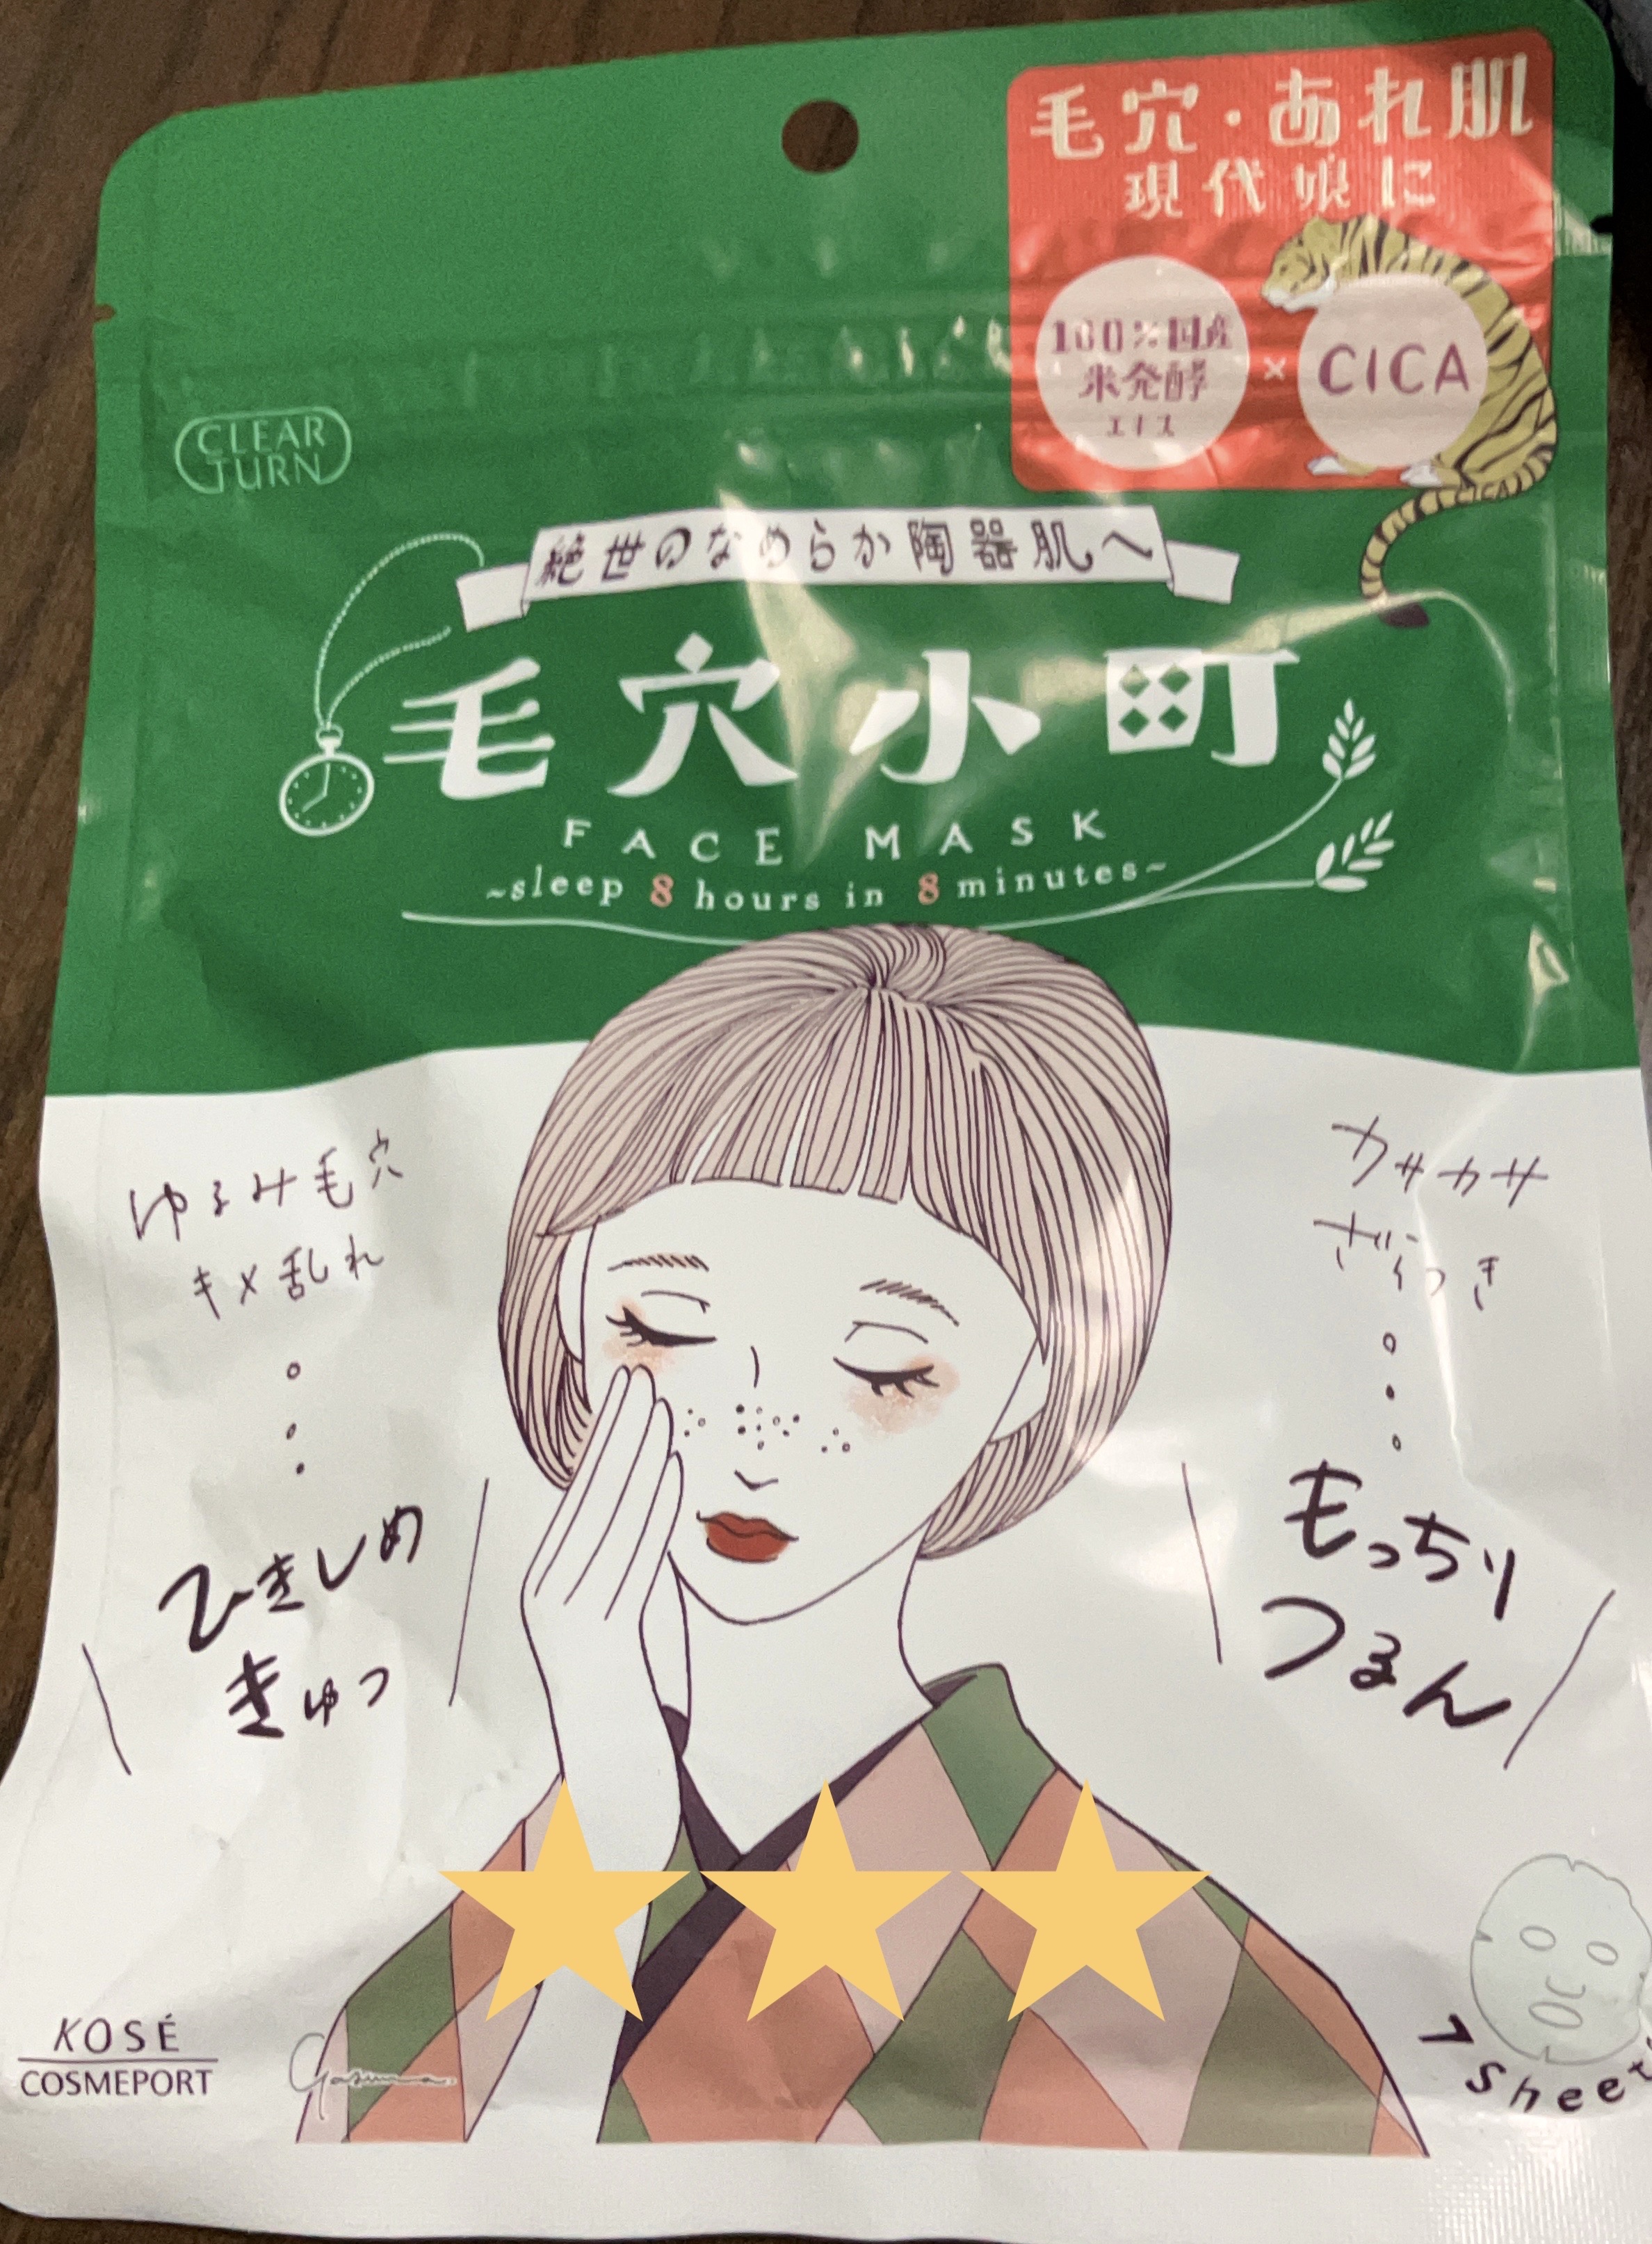 毛穴・あれ肌
現代娘に
100%国産
米発酵
エキス
×
CICA
CICA
CLEAR
TURN
絶世のなめらか陶器肌へ
毛穴小町
FACE MASK
~sleep 8 hours in 8 minutes~
ゆるみ毛穴
キメ乱れ
ひきしめ
きゅっ
カサカサ
ざらつき
もっちり
つるん
KOSÉ
COSMEPORT
7 Sheet